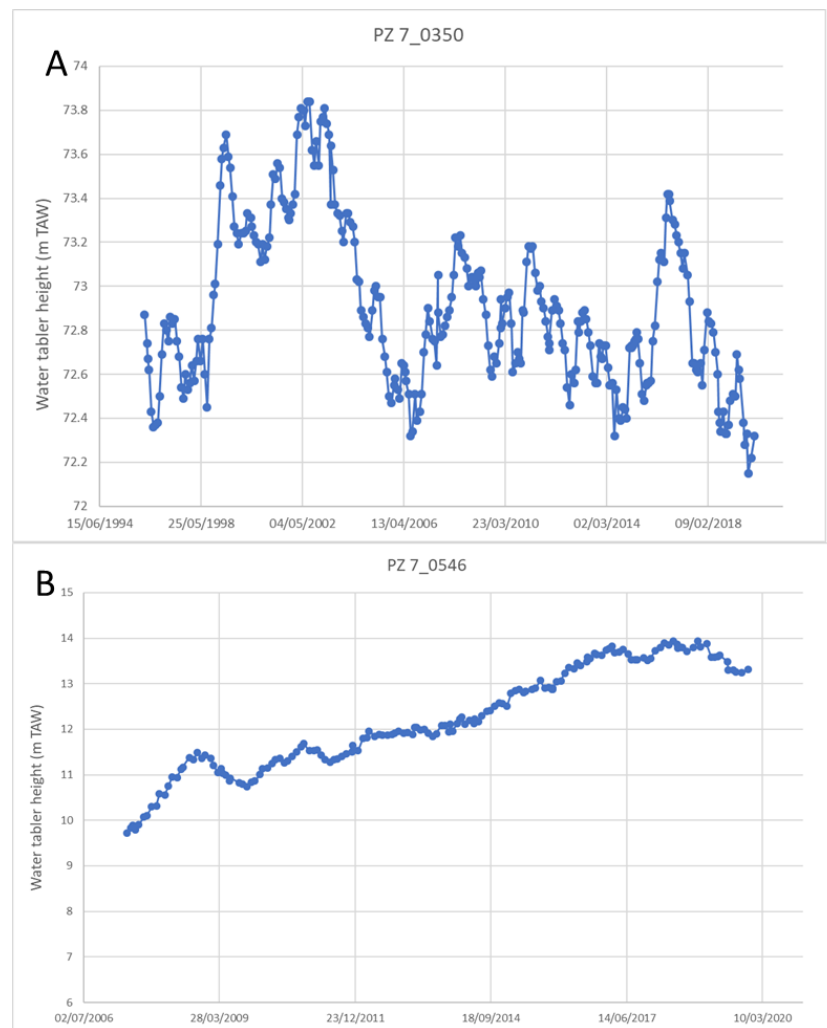 PZ 7_0350
A
74
73.8
73.6
73.4
73.2
73
72.8
72.6
72.4
72.2
72
Water tabler height (m TAW)
15/06/1994 25/05/1998 04/05/2002 13/04/2006 23/03/2010 02/03/2014 09/02/2018
PZ 7_0546
B
15
14
13
12
11
10
9
8
7
6
Water tabler height (m TAW)
02/07/2006 28/03/2009 23/12/2011 18/09/2014 14/06/2017 10/03/2020